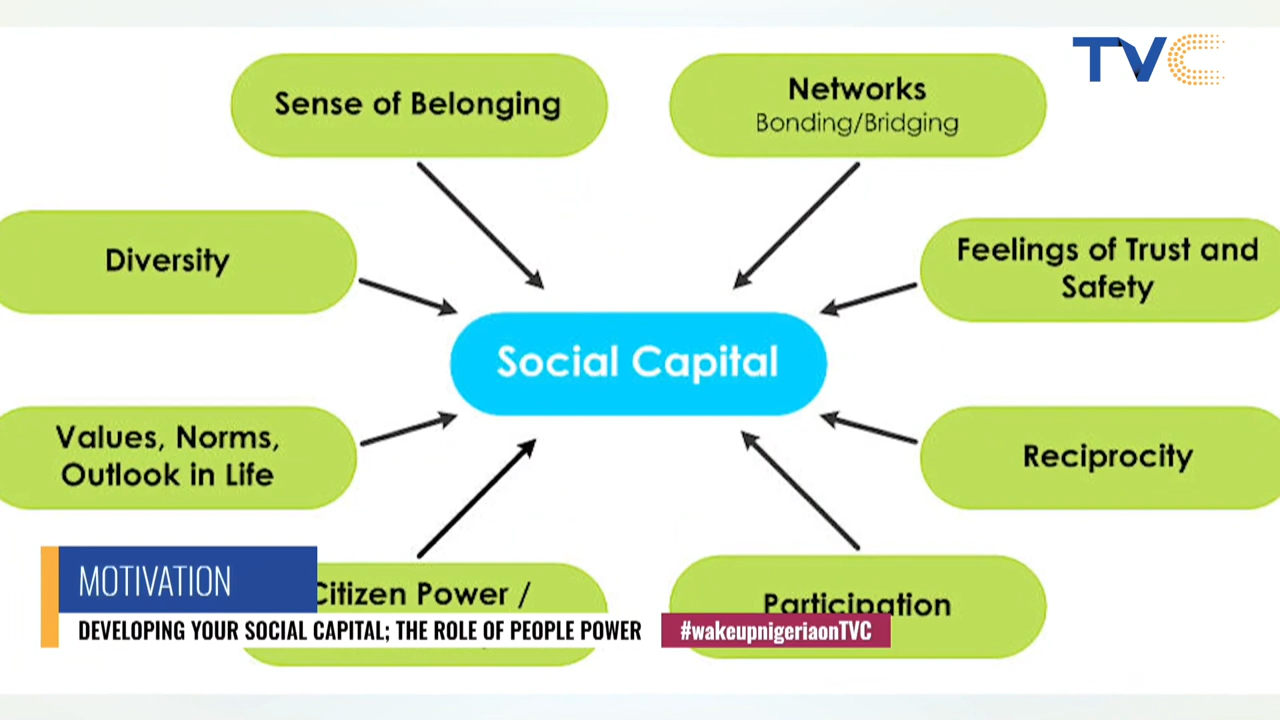 TVC
Sense of Belonging
Networks
Bonding/Bridging
Diversity
Feelings of Trust and
Safety
Social Capital
Values, Norms,
Outlook in Life
Reciprocity
Citizen Power /
Participation
MOTIVATION
DEVELOPING YOUR SOCIAL CAPITAL; THE ROLE OF PEOPLE POWER
#wakeupnigeriaonTVC